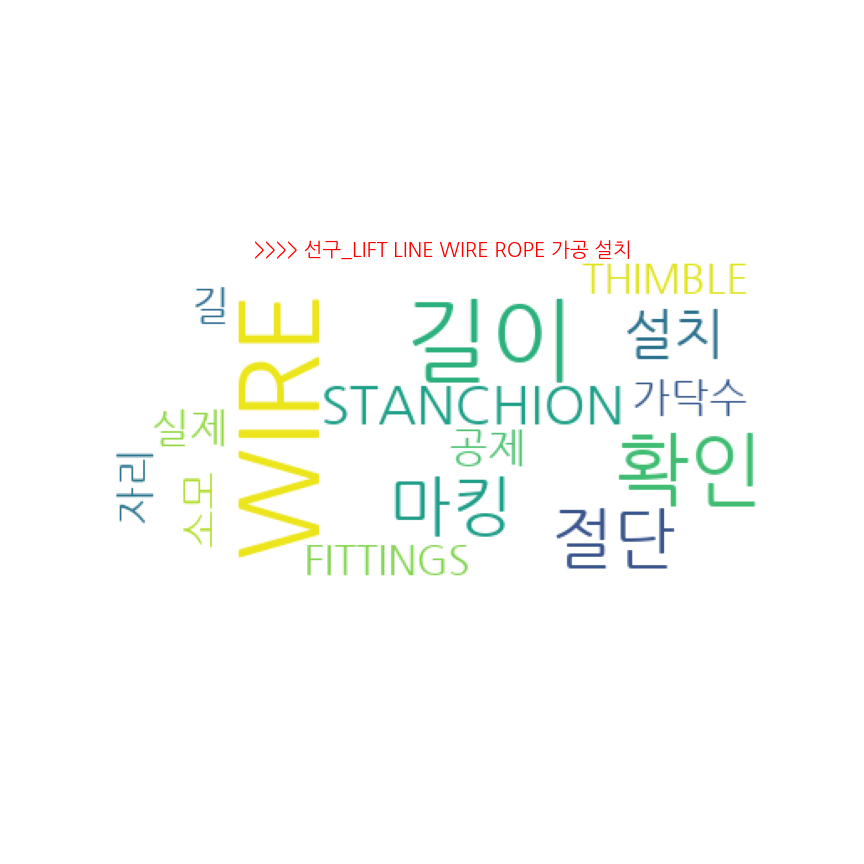 >>>> 선구_LIFT LINE WIRE ROPE 가공 설치
THIMBLE
길
WIRE
길이
설치
STANCHION
가닥수
실제
공제
확인
자리
소모
마킹
절단
FITTINGS